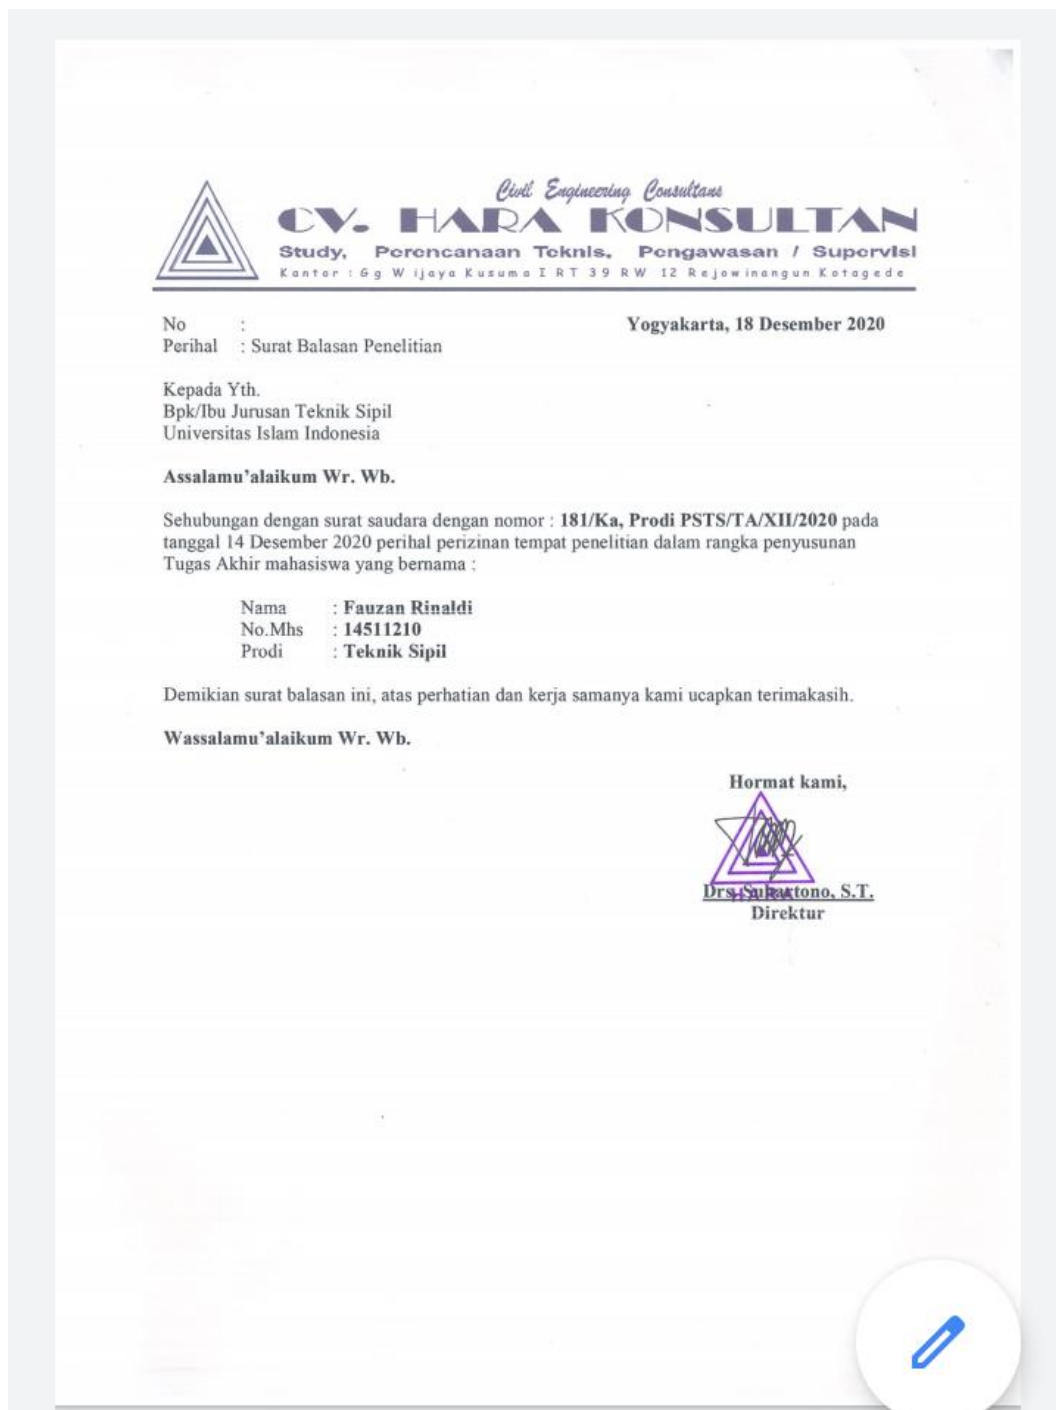 Civil Engineering Consultans
CV. HARA KONSULTAN
Study, Perencanaan Teknis, Pengawasan / Supervisi
Kantor : Gg Wijaya Kusuma I RT 39 RW 12 Rejowinangun Kotagede
No :
Yogyakarta, 18 Desember 2020
Perihal : Surat Balasan Penelitian
Kepada Yth.
Bpk/Ibu Jurusan Teknik Sipil
Universitas Islam Indonesia
Assalamu’alaikum Wr. Wb.
Sehubungan dengan surat saudara dengan nomor : 181/Ka, Prodi PSTS/TA/XII/2020 pada
tanggal 14 Desember 2020 perihal perizinan tempat penelitian dalam rangka penyusunan
Tugas Akhir mahasiswa yang bernama :
Nama : Fauzan Rinaldi
No.Mhs : 14511210
Prodi : Teknik Sipil
Demikian surat balasan ini, atas perhatian dan kerja samanya kami ucapkan terimakasih.
Wassalamu’alaikum Wr. Wb.
Hormat kami,
HARA
Drs. Suhartono, S.T.
Direktur